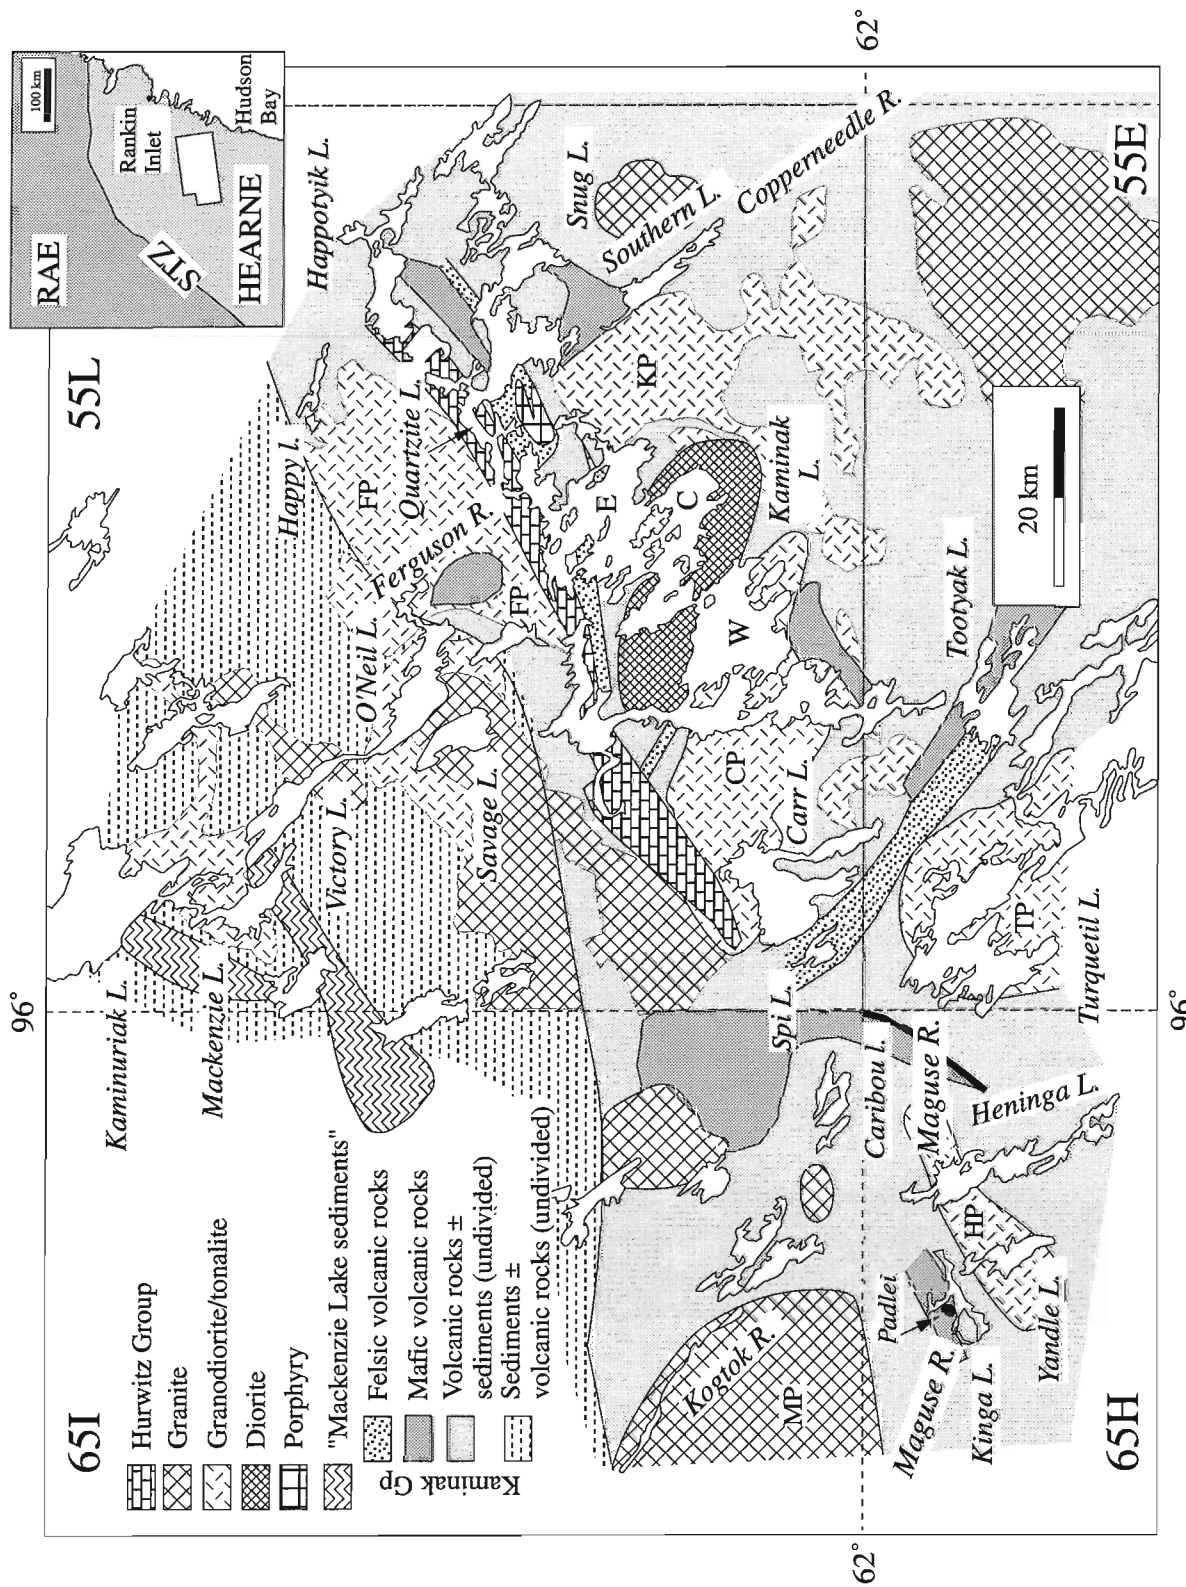 65I
55L
65H
55E
96°
96°
62°
62°
RAE
STZ
HEARNE
Rankin
Inlet
Hudson
Bay
100 km
Hurwitz Group
Granite
Granodiorite/tonalite
Diorite
Porphyry
"Mackenzie Lake sediments"
Kaminak Gp
Felsic volcanic rocks
Mafic volcanic rocks
Volcanic rocks ±
sediments (undivided)
Sediments ±
volcanic rocks (undivided)
Kaminuriak L.
Mackenzie L.
Victory L.
O'Neil L.
Happy l.
Happotyik L.
FP
Quartzite L.
Ferguson R.
FP
Savage L.
Snug L.
Southern L.
Copperneedle R.
KP
E
C
W
Kaminak
L.
CP
Carr L.
Spi L.
Caribou l.
Maguse R.
Heninga L.
Kogtok R.
MP
Padlei
HP
Maguse R.
Kinga L.
Yandle L.
TP
Turquetil L.
Tootyak L.
20 km